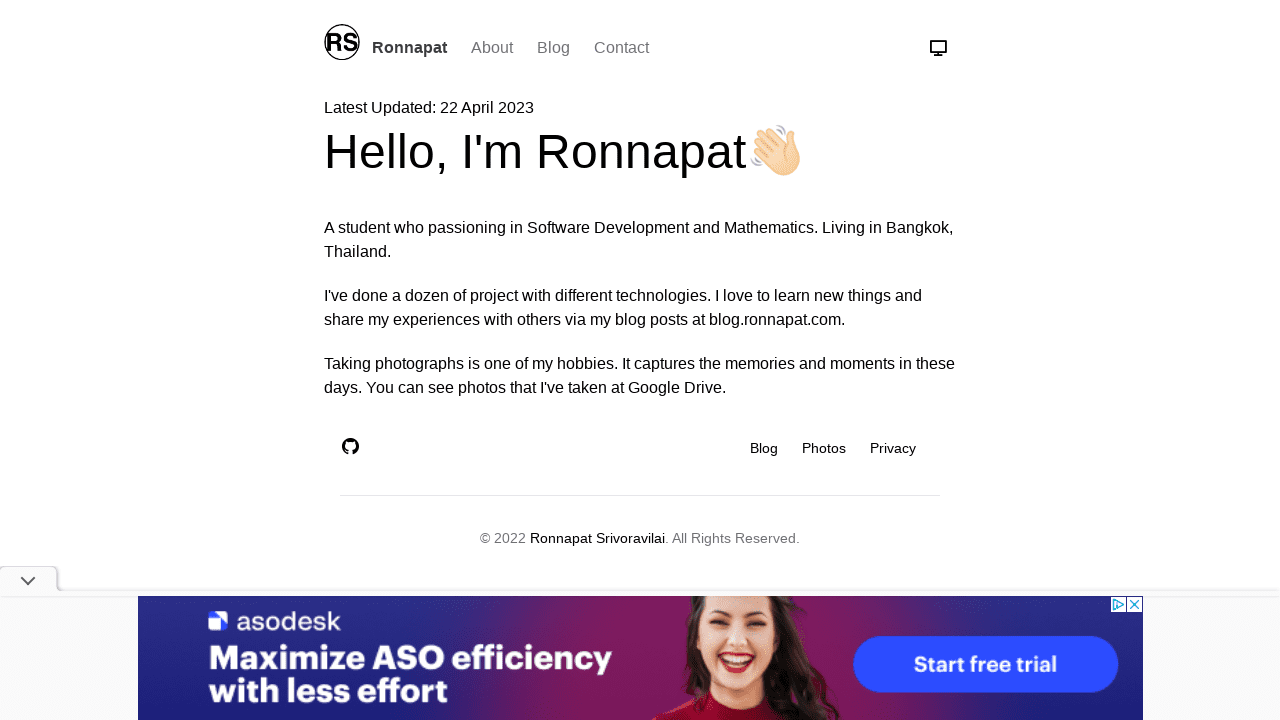 RS Ronnapat About Blog Contact
Latest Updated: 22 April 2023
Hello, I'm Ronnapat👋🏻
A student who passioning in Software Development and Mathematics. Living in Bangkok,
Thailand.
I've done a dozen of project with different technologies. I love to learn new things and
share my experiences with others via my blog posts at blog.ronnapat.com.
Taking photographs is one of my hobbies. It captures the memories and moments in these
days. You can see photos that I've taken at Google Drive.
Blog Photos Privacy
© 2022 Ronnapat Srivoravilai. All Rights Reserved.
asodesk
Maximize ASO efficiency
with less effort
Start free trial